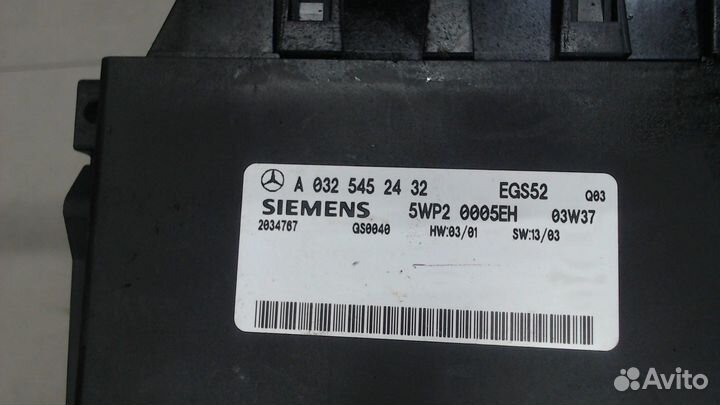 A 032 545 24 32 EGS52 Q03
SIEMENS 5WP2 0005EH 03W37
2034767 GS0040 HW:03/01 SW:13/03
Avito